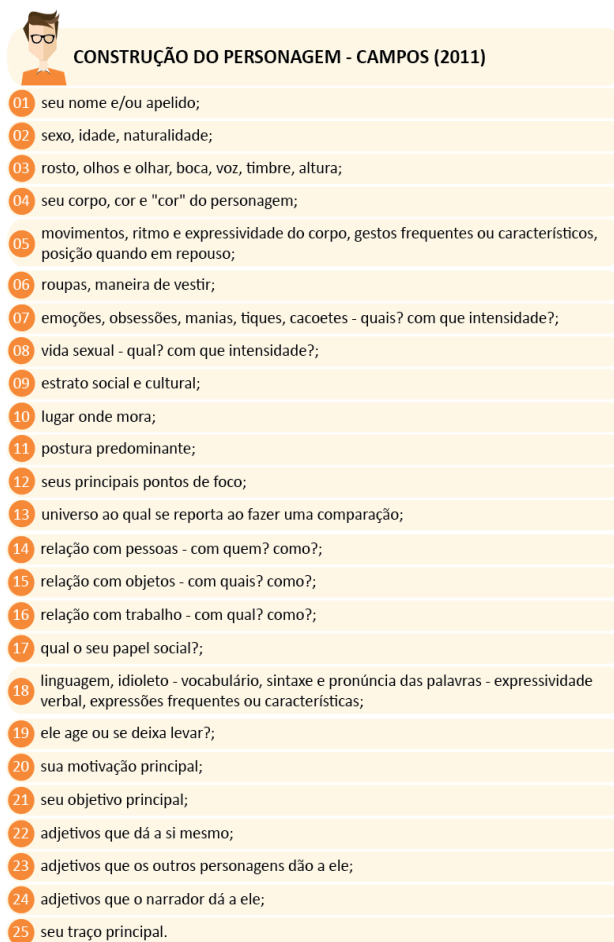 CONSTRUÇÃO DO PERSONAGEM - CAMPOS (2011)
01 seu nome e/ou apelido;
02 sexo, idade, naturalidade;
03 rosto, olhos e olhar, boca, voz, timbre, altura;
04 seu corpo, cor e "cor" do personagem;
05 movimentos, ritmo e expressividade do corpo, gestos frequentes ou característicos,
posição quando em repouso;
06 roupas, maneira de vestir;
07 emoções, obsessões, manias, tiques, cacoetes - quais? com que intensidade?;
08 vida sexual - qual? com que intensidade?;
09 estrato social e cultural;
10 lugar onde mora;
11 postura predominante;
12 seus principais pontos de foco;
13 universo ao qual se reporta ao fazer uma comparação;
14 relação com pessoas - com quem? como?;
15 relação com objetos - com quais? como?;
16 relação com trabalho - com qual? como?;
17 qual o seu papel social?;
18 linguagem, idioleto - vocabulário, sintaxe e pronúncia das palavras - expressividade
verbal, expressões frequentes ou características;
19 ele age ou se deixa levar?;
20 sua motivação principal;
21 seu objetivo principal;
22 adjetivos que dá a si mesmo;
23 adjetivos que os outros personagens dão a ele;
24 adjetivos que o narrador dá a ele;
25 seu traço principal.